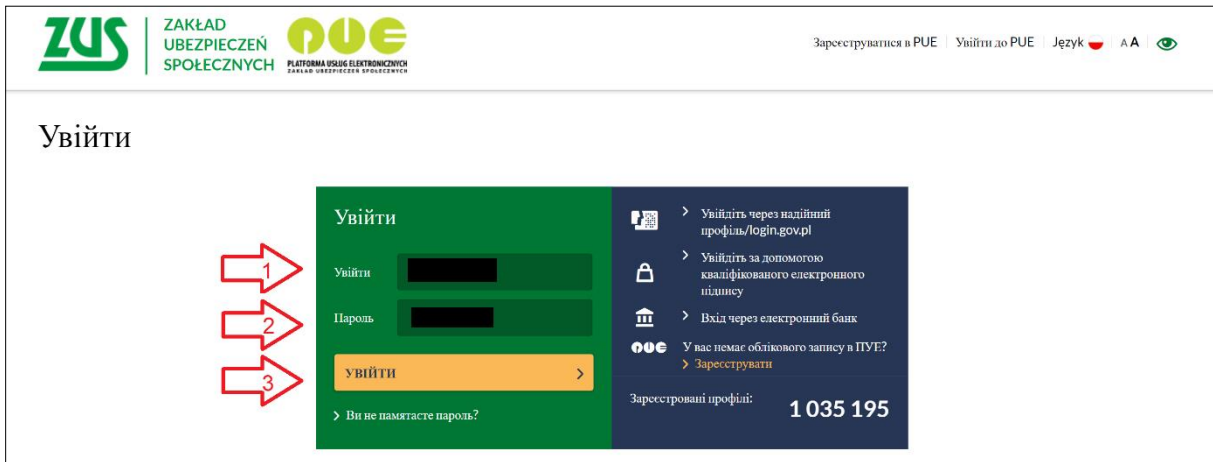 ZUS
ZAKŁAD
UBEZPIECZEŃ
SPOŁECZNYCH
PUE
PLATFORMA USŁUG ELEKTRONICZNYCH
ZAKŁAD UBEZPIECZEŃ SPOŁECZNYCH
Зареєструватися в PUE Увійти до PUE Język A A
Увійти
Увійти
1
Увійти
2
Пароль
3
УВІЙТИ
Ви не памятаєте пароль?
Увійдіть через надійний
профіль/login.gov.pl
Увійдіть за допомогою
кваліфікованого електронного
підпису
Вхід через електронний банк
PUE
У вас немає облікового запису в ПУЕ?
Зареєструвати
Зареєстровані профілі:
1 035 195